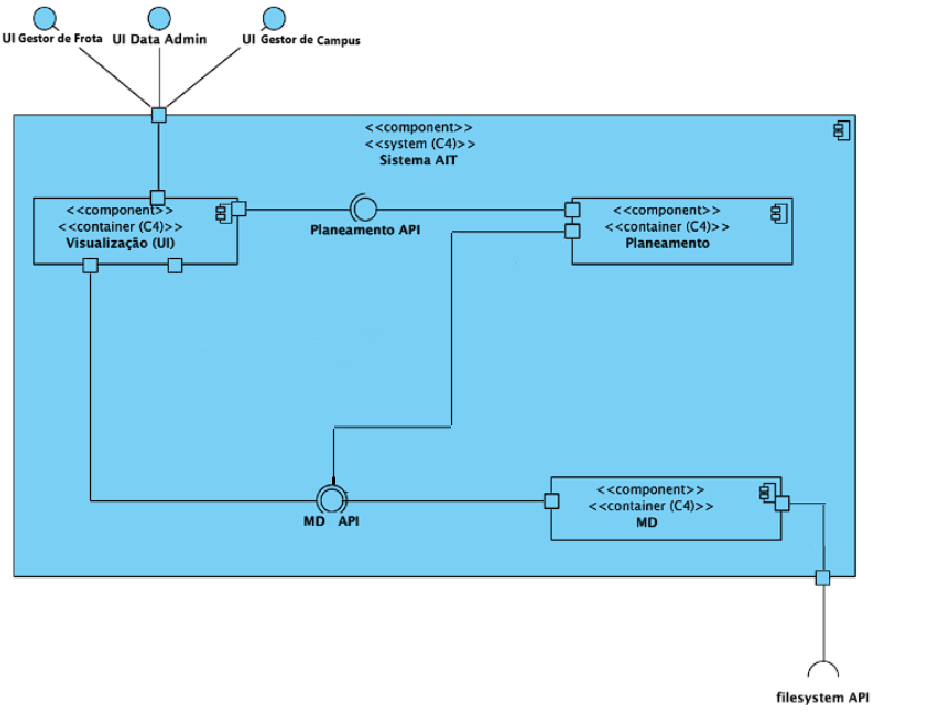 UI Gestor de Frota
UI Data Admin
UI Gestor de Campus
<<component>>
<<system (C4)>>
Sistema AIT
<<component>>
<<container (C4)>>
Visualização (UI)
Planeamento API
<<component>>
<<container (C4)>>
Planeamento
MD API
<<component>>
<<container (C4)>>
MD
filesystem API